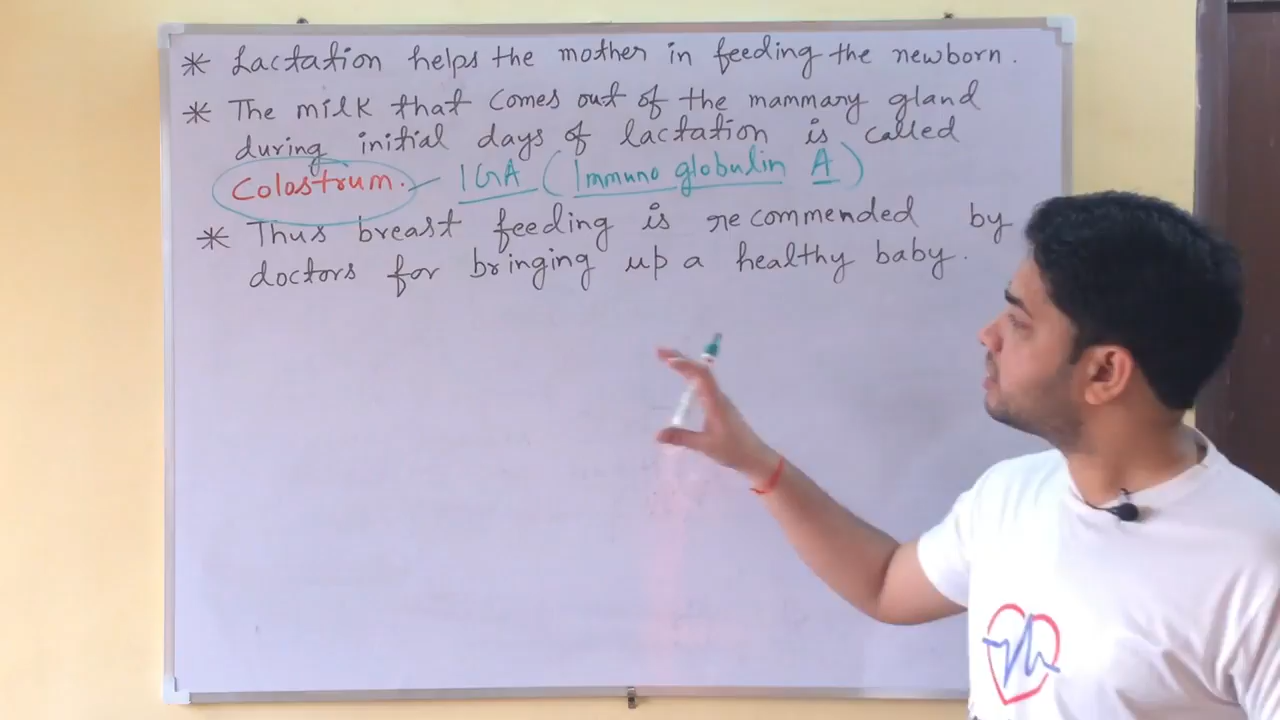 * Lactation helps the mother in feeding the newborn.
* The milk that comes out of the mammary gland
during initial days of lactation is called
Colostrum. - IGA (Immuno globulin A)
* Thus breast feeding is recommended by
doctors for bringing up a healthy baby.